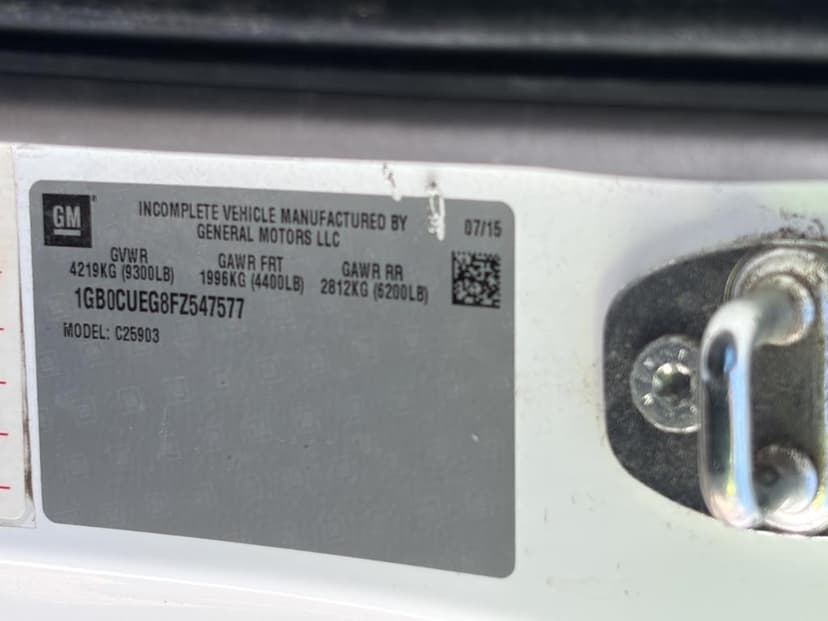 GM
INCOMPLETE VEHICLE MANUFACTURED BY
GENERAL MOTORS LLC
07/15
GVWR
4219KG (9300LB)
GAWR FRT
1996KG (4400LB)
GAWR RR
2812KG (6200LB)
1GB0CUEG8FZ547577
MODEL: C25903